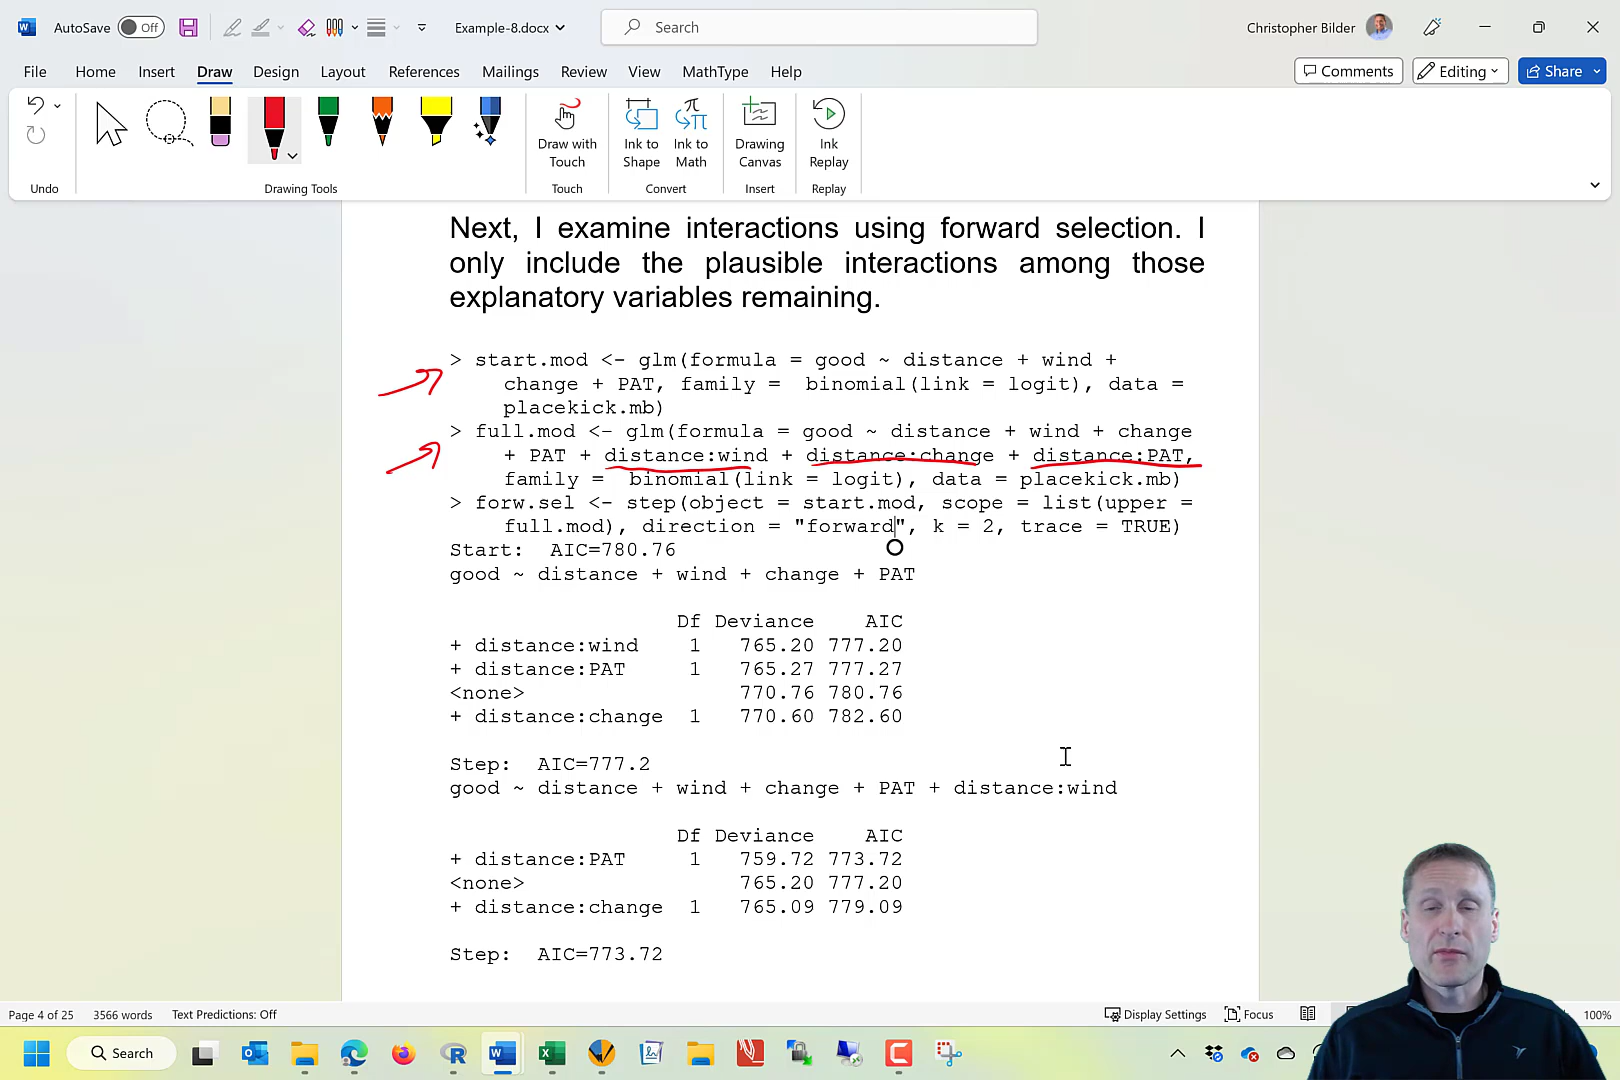 AutoSave Off Example-8.docx Search Christopher Bilder
File Home Insert Draw Design Layout References Mailings Review View MathType Help Comments Editing Share
Draw with Touch
Ink to Shape
Ink to Math
Drawing Canvas
Ink Replay
Undo Drawing Tools Touch Convert Insert Replay
Next, I examine interactions using forward selection. I
only include the plausible interactions among those
explanatory variables remaining.
> start.mod <- glm(formula = good ~ distance + wind +
change + PAT, family = binomial(link = logit), data =
placekick.mb)
> full.mod <- glm(formula = good ~ distance + wind + change
+ PAT + distance:wind + distance:change + distance:PAT,
family = binomial(link = logit), data = placekick.mb)
> forw.sel <- step(object = start.mod, scope = list(upper =
full.mod), direction = "forward", k = 2, trace = TRUE)
Start: AIC=780.76
good ~ distance + wind + change + PAT
Df Deviance AIC
+ distance:wind 1 765.20 777.20
+ distance:PAT 1 765.27 777.27
<none> 770.76 780.76
+ distance:change 1 770.60 782.60
Step: AIC=777.2
good ~ distance + wind + change + PAT + distance:wind
Df Deviance AIC
+ distance:PAT 1 759.72 773.72
<none> 765.20 777.20
+ distance:change 1 765.09 779.09
Step: AIC=773.72
Page 4 of 25 3566 words Text Predictions: Off Display Settings Focus 100%
Search